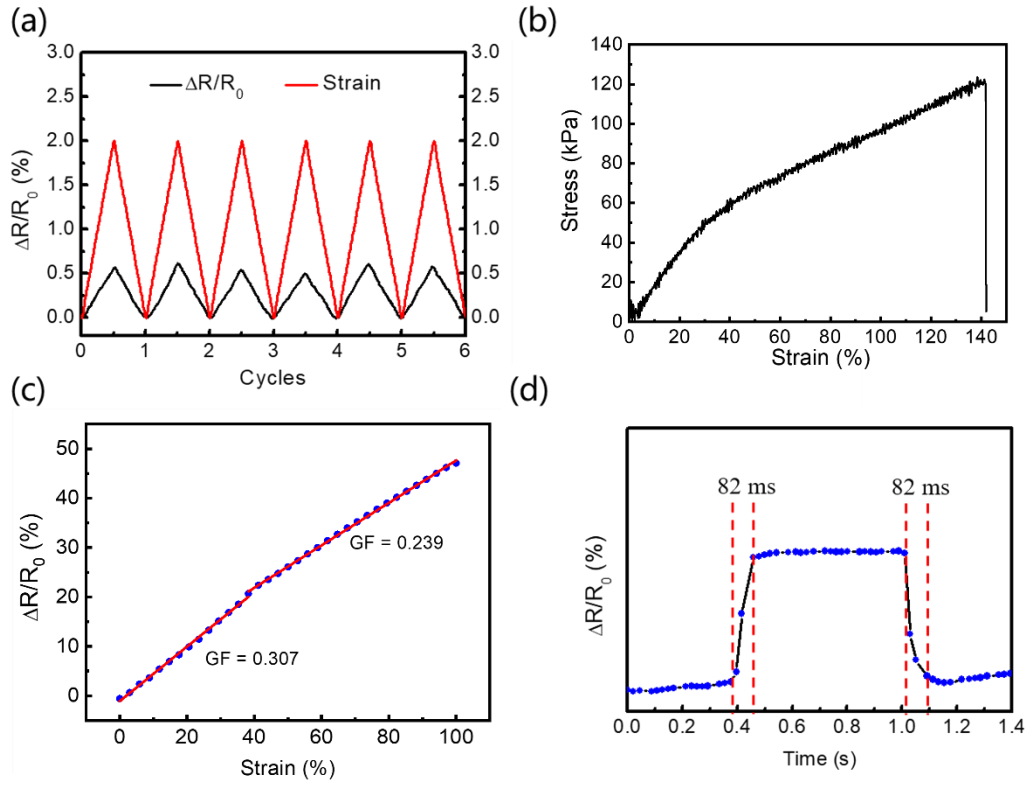 (a)
3.0
2.5
2.0
1.5
1.0
0.5
0.0
ΔR/R0 (%)
ΔR/R0
Strain
3.0
2.5
2.0
1.5
1.0
0.5
0.0
0 1 2 3 4 5 6
Cycles
(b)
140
120
100
80
60
40
20
0
Stress (kPa)
0 20 40 60 80 100 120 140
Strain (%)
(c)
50
40
30
20
10
0
ΔR/R0 (%)
GF = 0.239
GF = 0.307
0 20 40 60 80 100
Strain (%)
(d)
82 ms 82 ms
ΔR/R0 (%)
0.0 0.2 0.4 0.6 0.8 1.0 1.2 1.4
Time (s)